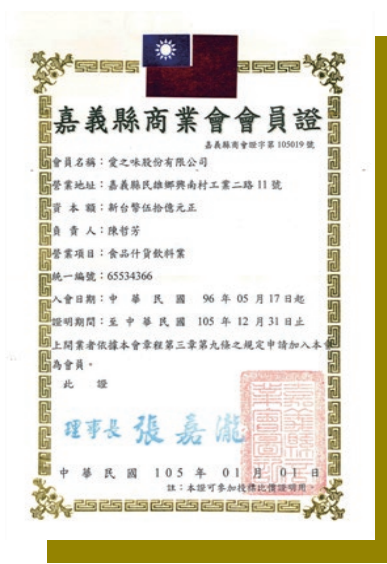 嘉義縣商業會會員證
嘉義縣商會證字第 105019 號
會員名稱：愛之味股份有限公司
營業地址：嘉義縣民雄鄉興南村工業二路 11 號
資本額：新台幣伍拾億元正
負責人：陳哲芳
營業項目：食品什貨飲料業
統一編號：65534366
入會日期：中華民國 96 年 05 月 17 日起
證明期間：至中華民國 105 年 12 月 31 日止
上開業者依據本會章程第三章第九條之規定申請加入本會
為會員。
此證
理事長 張嘉瀧
中華民國 105 年 01 月 01 日
註：本證可參加投標比價證明用。